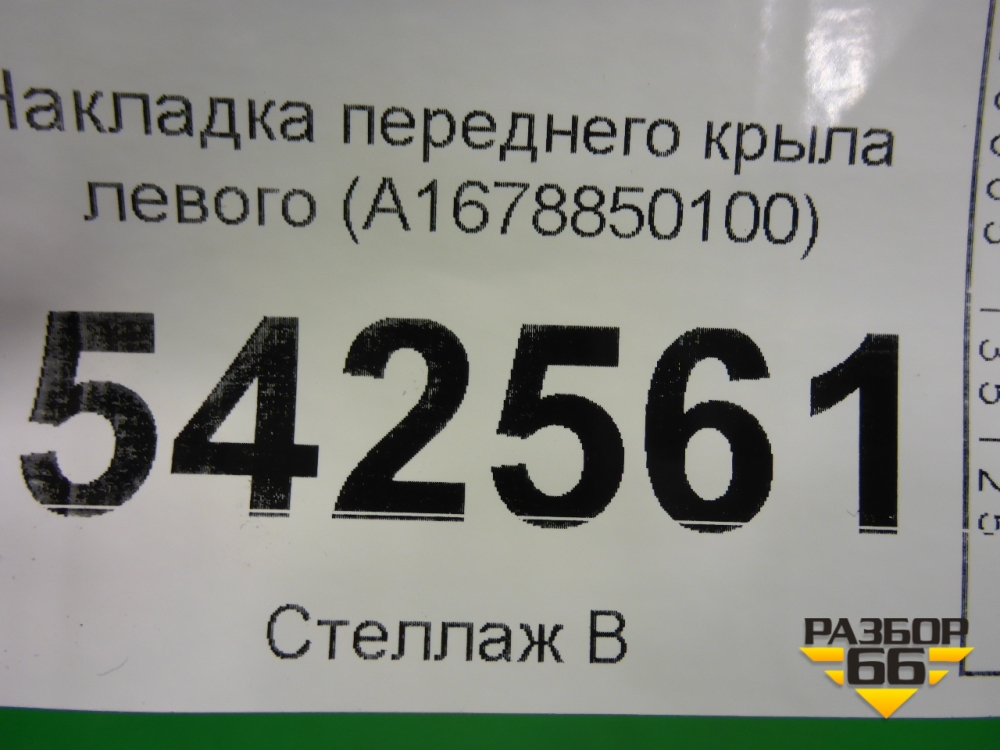 Накладка переднего крыла
левого (A1678850100)
542561
Стеллаж В
РАЗБОР
66